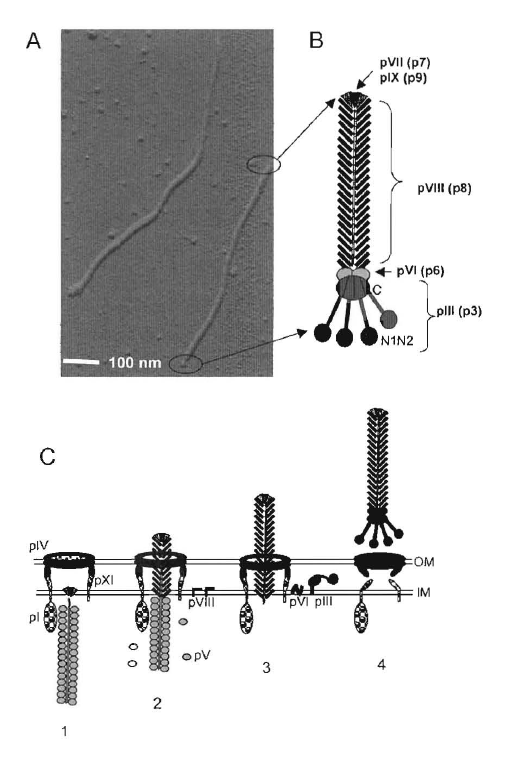 A
B
pVII (p7)
pIX (p9)
pVIII (p8)
pVI (p6)
C
pIII (p3)
N1N2
100 nm
C
pIV
OM
pXI
IM
pVIII
pVI
pIII
pI
pV
1
2
3
4